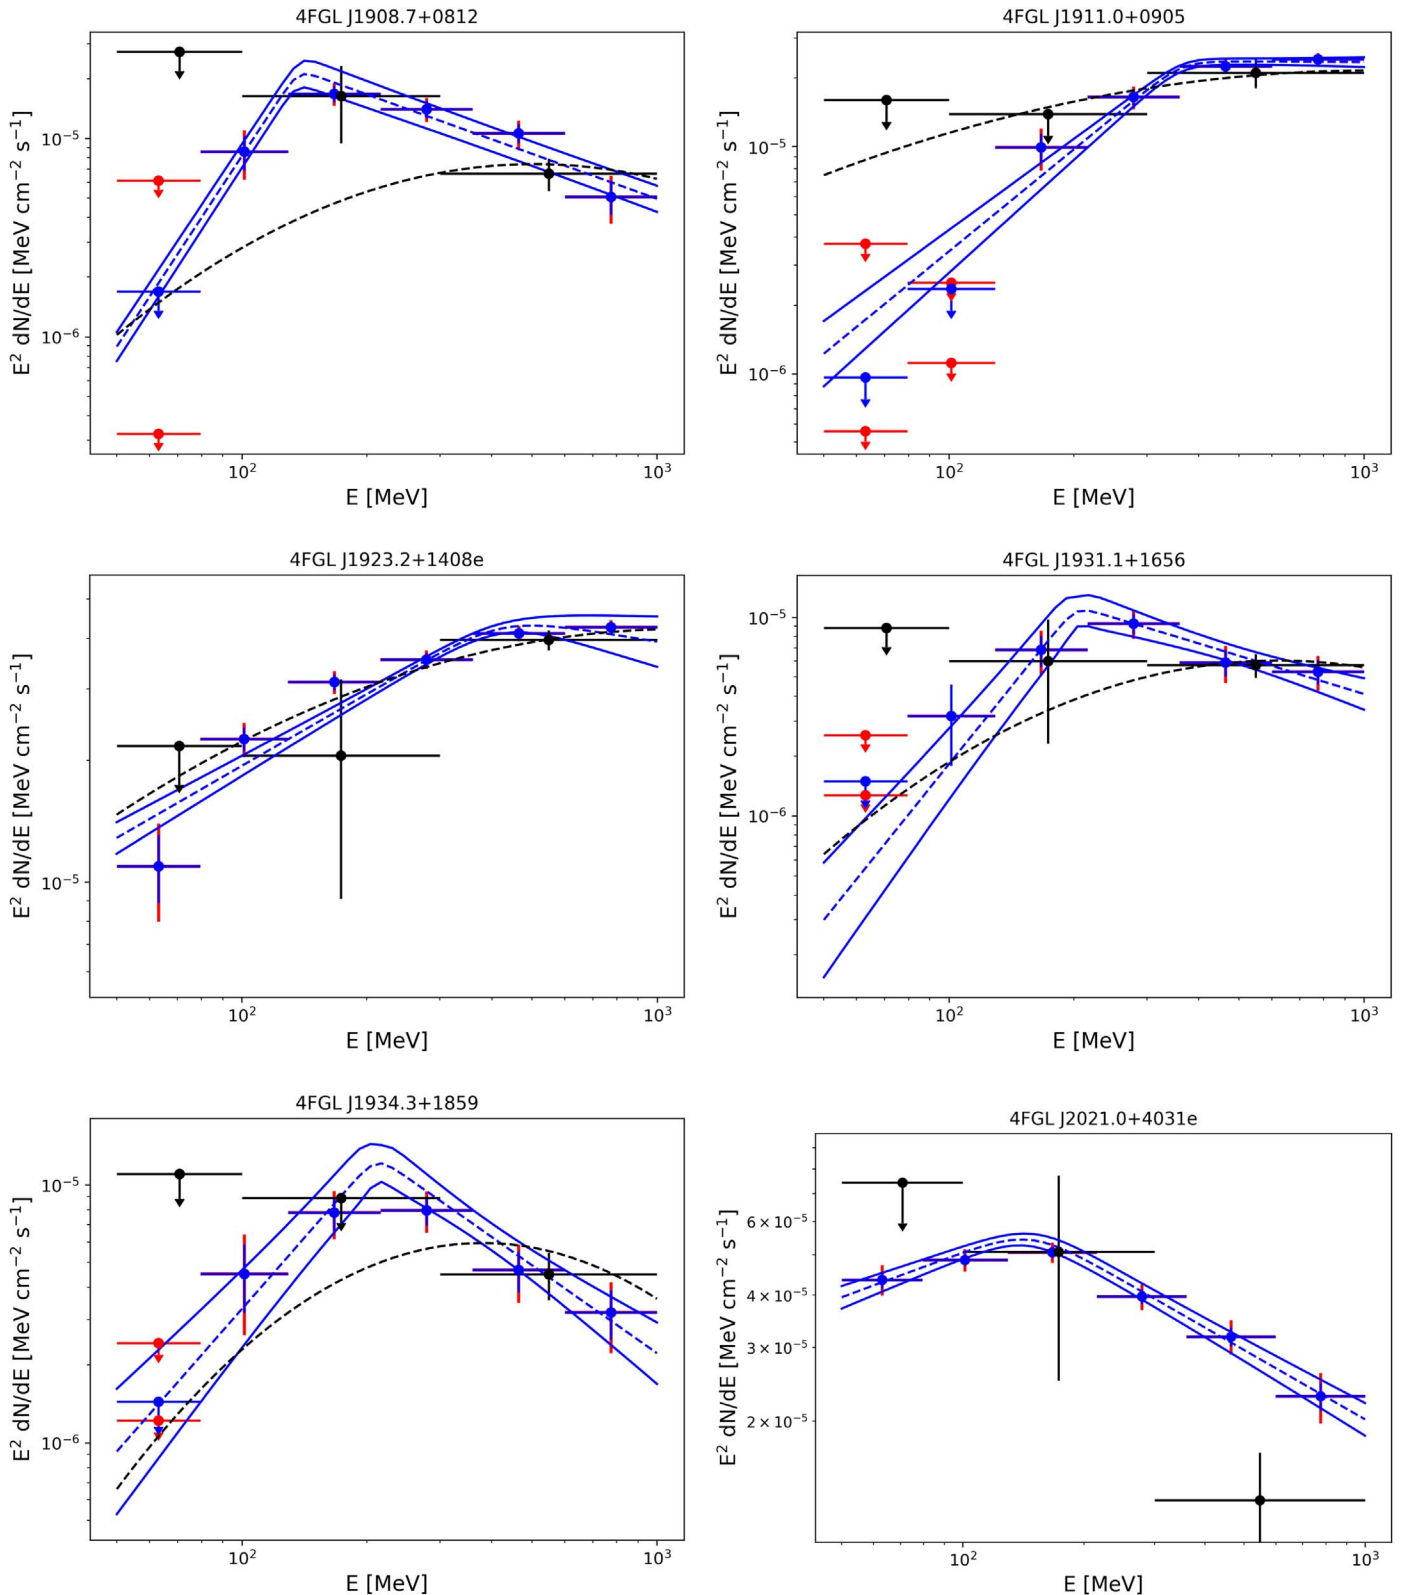 4FGL J1908.7+0812
E² dN/dE [MeV cm⁻² s⁻¹]
10⁻⁵
10⁻⁶
10²
10³
E [MeV]
4FGL J1911.0+0905
E² dN/dE [MeV cm⁻² s⁻¹]
10⁻⁵
10⁻⁶
10²
10³
E [MeV]
4FGL J1923.2+1408e
E² dN/dE [MeV cm⁻² s⁻¹]
10⁻⁵
10²
10³
E [MeV]
4FGL J1931.1+1656
E² dN/dE [MeV cm⁻² s⁻¹]
10⁻⁵
10⁻⁶
10²
10³
E [MeV]
4FGL J1934.3+1859
E² dN/dE [MeV cm⁻² s⁻¹]
10⁻⁵
10⁻⁶
10²
10³
E [MeV]
4FGL J2021.0+4031e
E² dN/dE [MeV cm⁻² s⁻¹]
6 × 10⁻⁵
4 × 10⁻⁵
3 × 10⁻⁵
2 × 10⁻⁵
10²
10³
E [MeV]